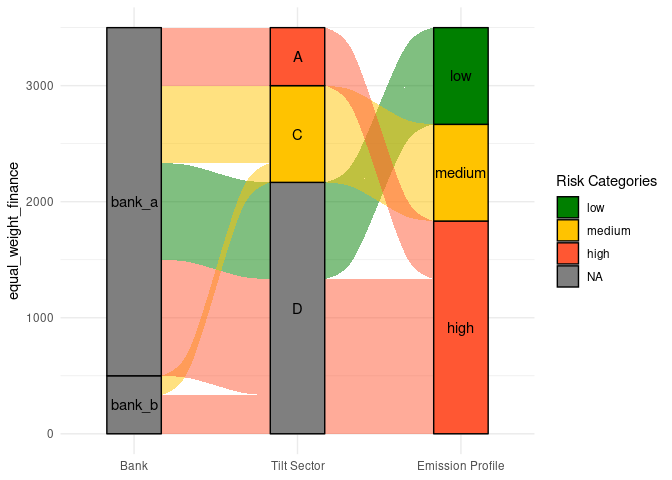 equal_weight_finance
3000
2000
1000
0
bank_a
bank_b
A
C
D
low
medium
high
Bank
Tilt Sector
Emission Profile
Risk Categories
low
medium
high
NA